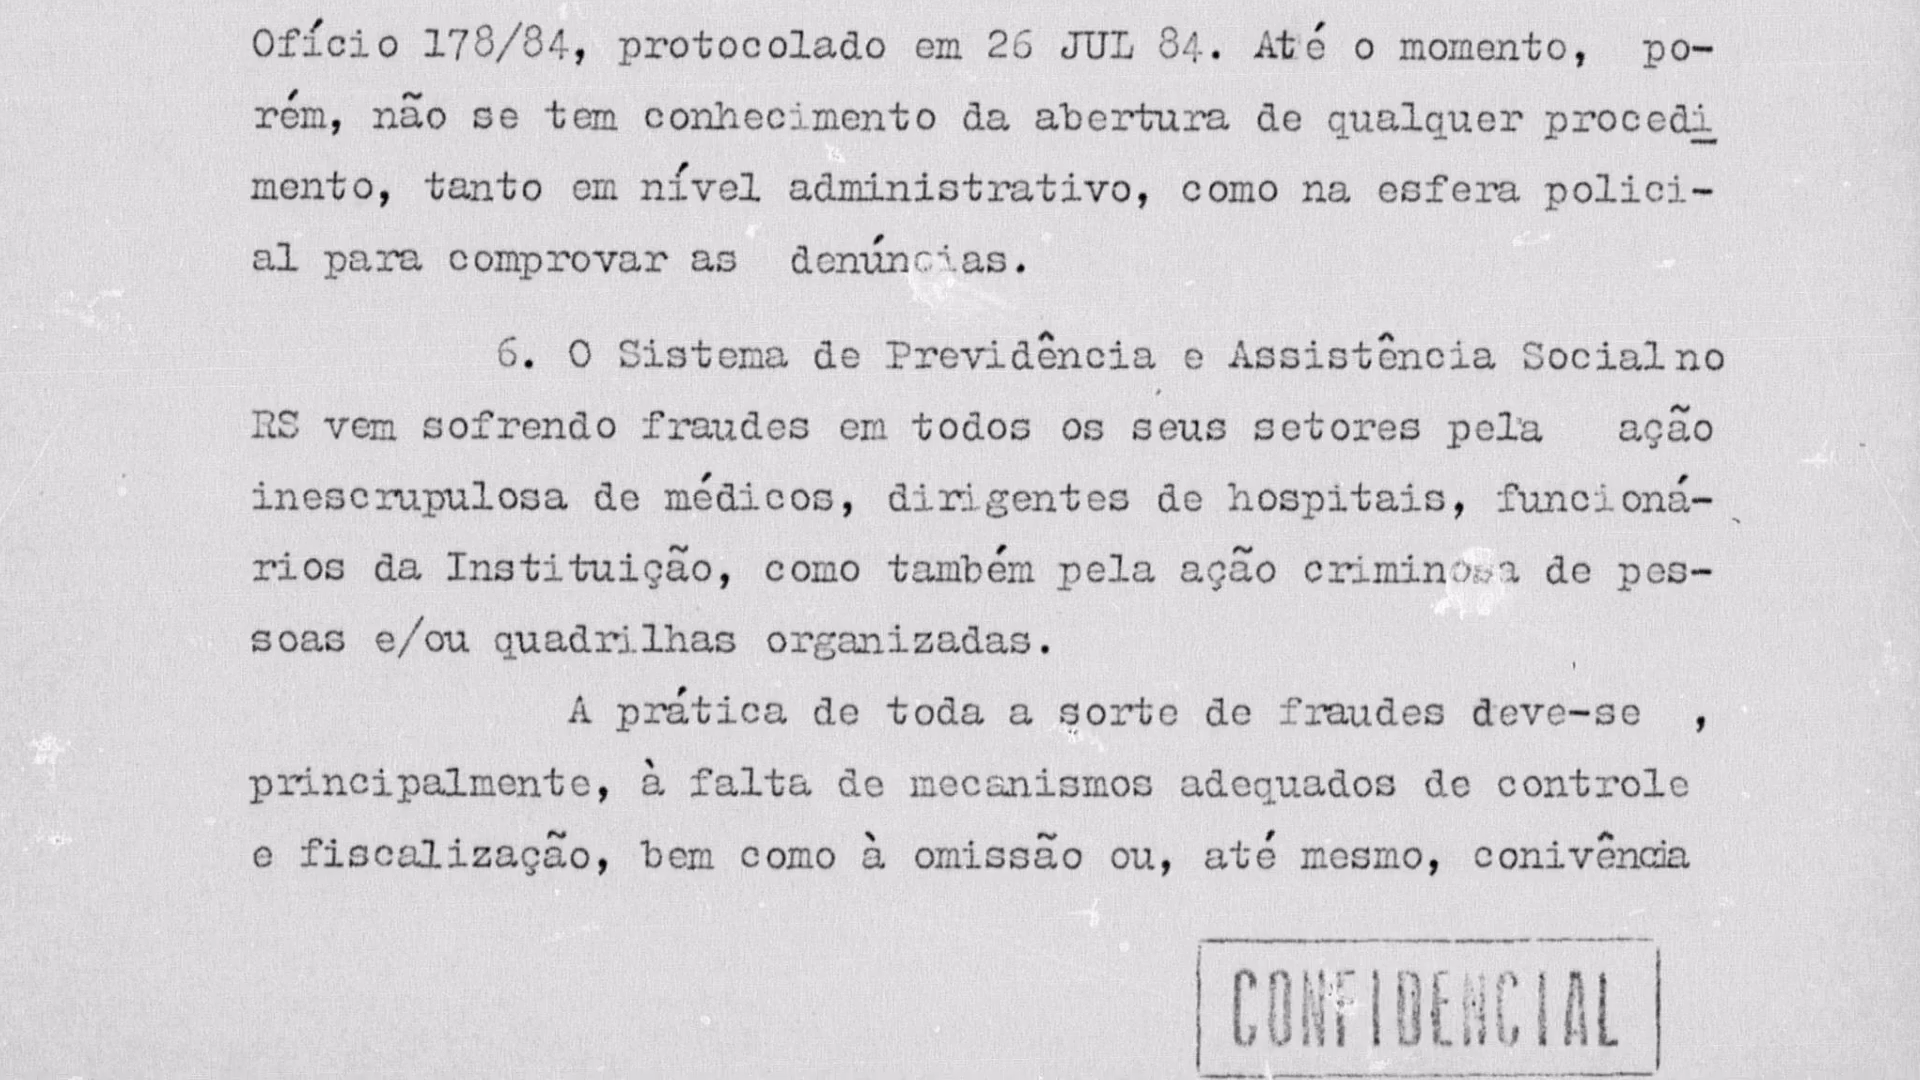 Ofício 178/84, protocolado em 26 JUL 84. Até o momento, po-
rém, não se tem conhecimento da abertura de qualquer procedi
mento, tanto em nível administrativo, como na esfera polici-
al para comprovar as denúncias.
6. O Sistema de Previdência e Assistência Social no
RS vem sofrendo fraudes em todos os seus setores pela ação
inescrupulosa de médicos, dirigentes de hospitais, funcioná-
rios da Instituição, como também pela ação criminosa de pes-
soas e/ou quadrilhas organizadas.
A prática de toda a sorte de fraudes deve-se ,
principalmente, à falta de mecanismos adequados de controle
e fiscalização, bem como à omissão ou, até mesmo, conivência
CONFIDENCIAL